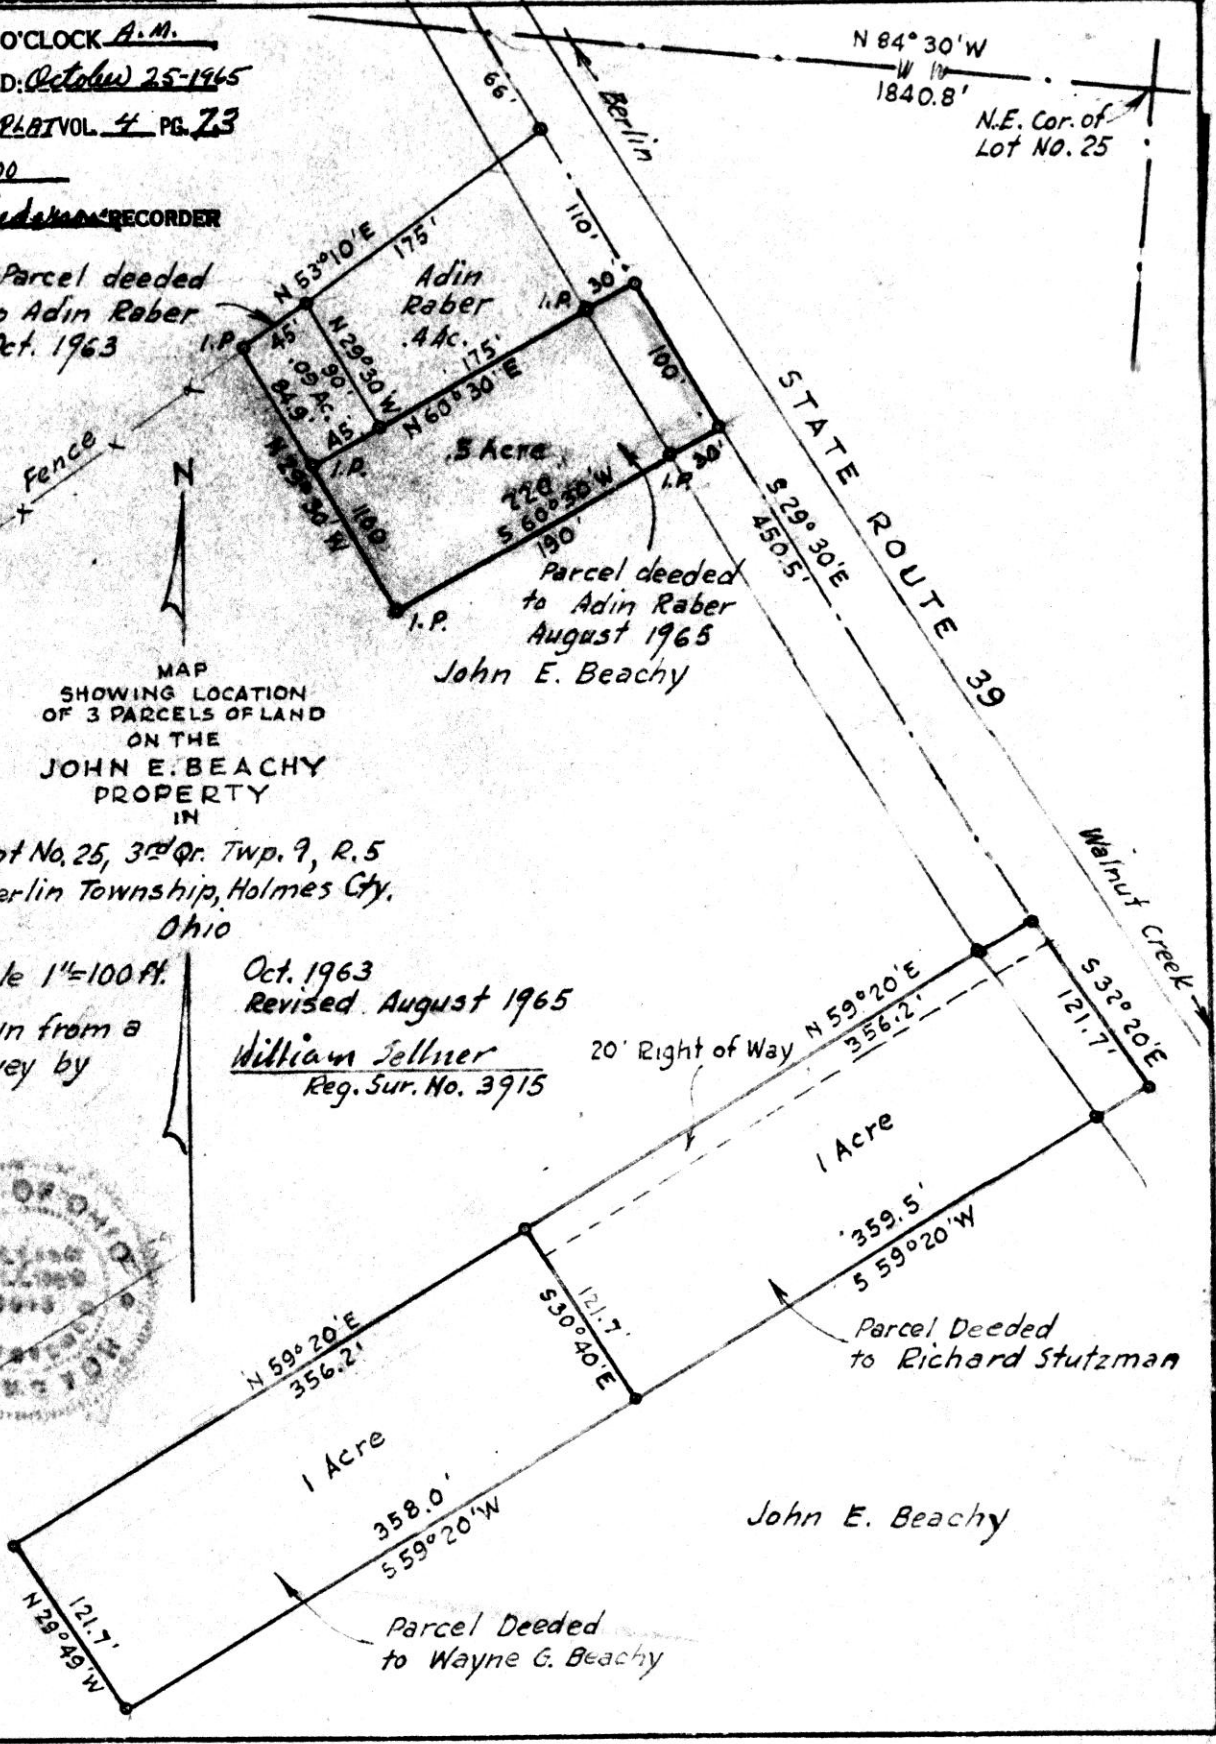 O'CLOCK A.M.
D: October 25-1965
PLAT VOL. 4 PG. 73
00
RECORDER
Parcel deeded
o Adin Raber
ct. 1963
Fence
N
MAP
SHOWING LOCATION
OF 3 PARCELS OF LAND
ON THE
JOHN E. BEACHY
PROPERTY
IN
ot No. 25, 3rd Qr. Twp. 9, R. 5
erlin Township, Holmes Cty.
Ohio
le 1"=100 ft.
Oct. 1963
Revised August 1965
wn from a
vey by
William Sellner
Reg. Sur. No. 3915
N 84° 30' W
1840.8'
N.E. Cor. of
Lot No. 25
Berlin
66'
110'
30'
I.P.
N 53° 10' E
175'
Adin
Raber
.4 Ac.
175'
N 60° 30' E
I.P.
45'
N 29° 30' W
90'
.09 Ac.
84.9'
45'
I.P.
N 29° 30' W
100
.5 Acre
220'
S 60° 30' W
190'
100'
30'
I.P.
I.P.
Parcel deeded
to Adin Raber
August 1965
John E. Beachy
S 29° 30' E
450.5'
STATE ROUTE 39
Walnut Creek
S 32° 20' E
121.7'
N 59° 20' E
356.2'
20' Right of Way
1 Acre
359.5'
S 59° 20' W
Parcel Deeded
to Richard Stutzman
121.7'
S 30° 40' E
N 59° 20' E
356.2'
1 Acre
358.0'
S 59° 20' W
121.7'
N 29° 49' W
Parcel Deeded
to Wayne G. Beachy
John E. Beachy
OF OHIO